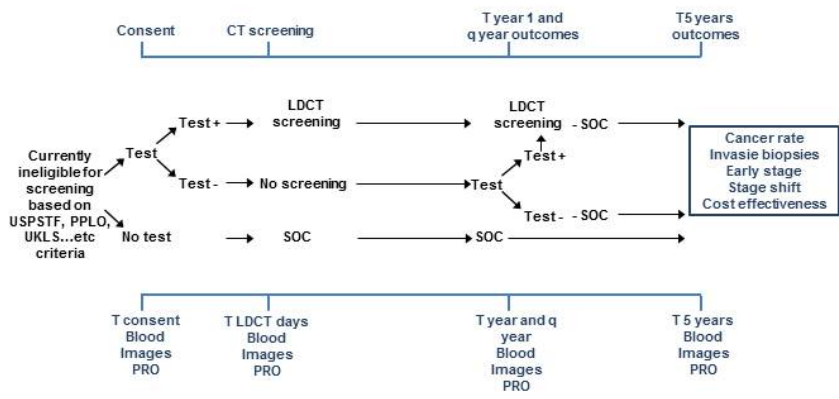 Consent
CT screening
T year 1 and
q year outcomes
T5 years
outcomes
Currently
ineligible for
screening
based on
USPSTF, PPLO,
UKLS...etc
criteria
Test
Test+
Test-
No test
LDCT
screening
No screening
SOC
LDCT
screening
-SOC
Test+
Test
Test-
-SOC
SOC
Cancer rate
Invasie biopsies
Early stage
Stage shift
Cost effectiveness
T consent
Blood
Images
PRO
T LDCT days
Blood
Images
PRO
T year and q
year
Blood
Images
PRO
T 5 years
Blood
Images
PRO